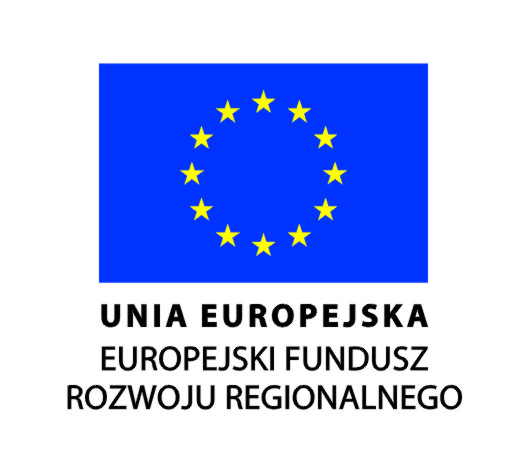 UNIA EUROPEJSKA
EUROPEJSKI FUNDUSZ
ROZWOJU REGIONALNEGO